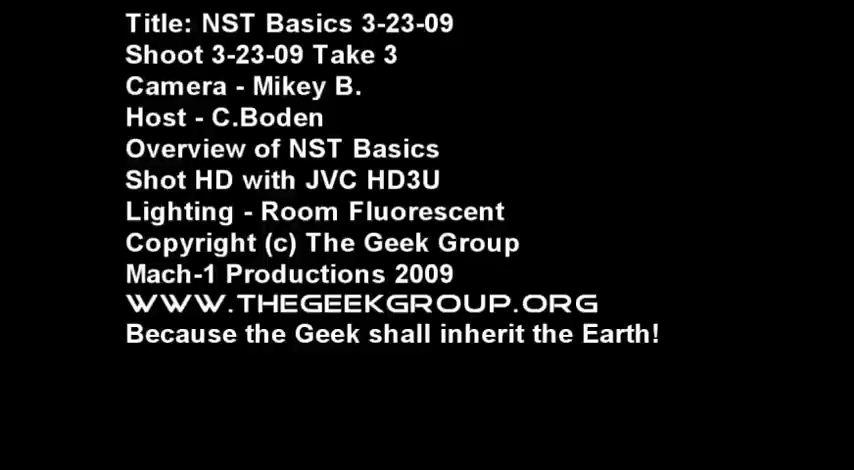 Title: NST Basics 3-23-09
Shoot 3-23-09 Take 3
Camera - Mikey B.
Host - C.Boden
Overview of NST Basics
Shot HD with JVC HD3U
Lighting - Room Fluorescent
Copyright (c) The Geek Group
Mach-1 Productions 2009
WWW.THEGEEKGROUP.ORG
Because the Geek shall inherit the Earth!